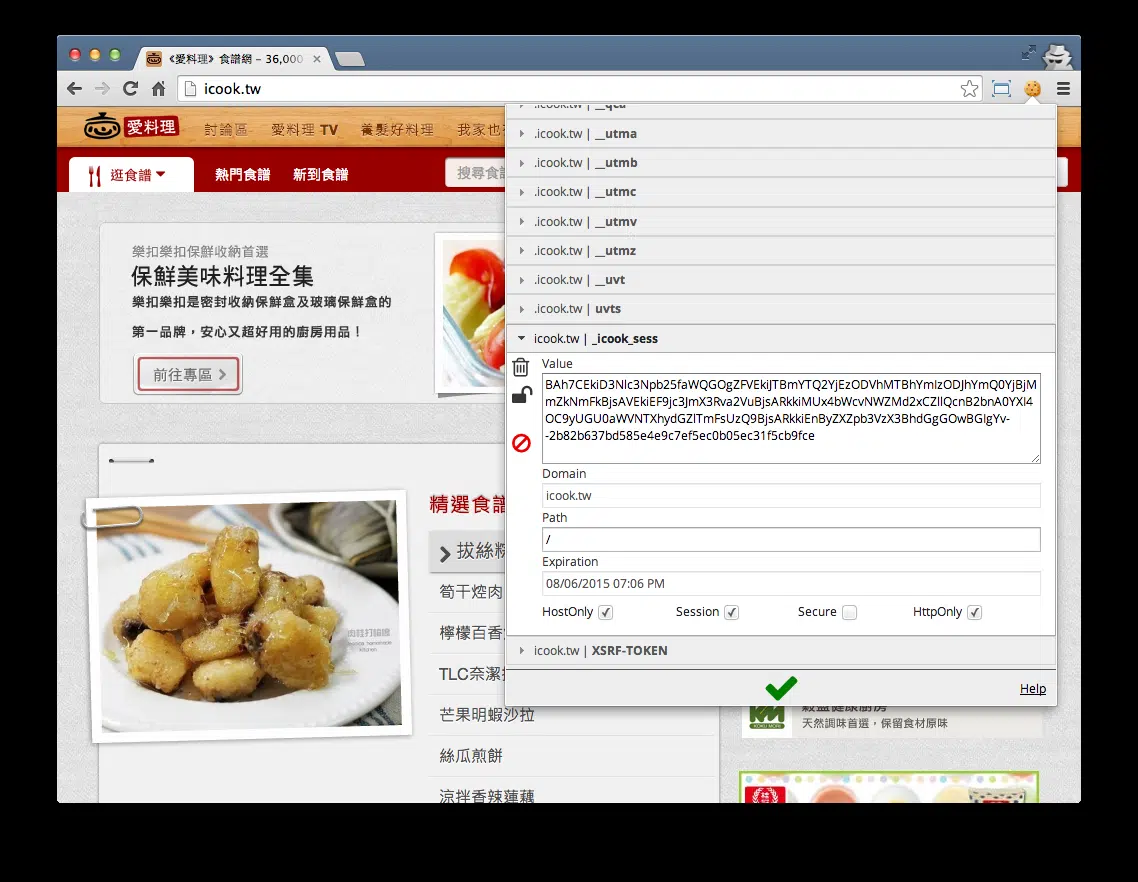 《愛料理》食譜網 – 36,000
icook.tw
愛料理
討論區
愛料理 TV
養髮好料理
我家也
逛食譜
熱門食譜
新到食譜
搜尋食譜
樂扣樂扣保鮮收納首選
保鮮美味料理全集
樂扣樂扣是密封收納保鮮盒及玻璃保鮮盒的
第一品牌，安心又超好用的廚房用品！
前往專區
精選食譜
拔絲粽
筍干焢肉
檸檬百香
TLC奈潔
芒果明蝦沙拉
絲瓜煎餅
涼拌香辣蓮藕
.icook.tw | __qca
.icook.tw | __utma
.icook.tw | __utmb
.icook.tw | __utmc
.icook.tw | __utmv
.icook.tw | __utmz
.icook.tw | __uvt
.icook.tw | uvts
icook.tw | _icook_sess
Value
BAh7CEkiD3Nlc3Npb25faWQGOgZFVEkiJTBmYTQ2YjEzODVhMTBhYmIzODJhYmQ0YjBjM
mZkNmFkBjsAVEkiEF9jc3JmX3Rva2VuBjsARkkiMUx4bWcvNWZMd2xCZllQcnB2bnA0YXl4
OC9yUGU0aWVNTXhydGZlTmFsUzQ9BjsARkkiEnByZXZpb3VzX3BhdGgGOwBGIgYv-
-2b82b637bd585e4e9c7ef5ec0b05ec31f5cb9fce
Domain
icook.tw
Path
/
Expiration
08/06/2015 07:06 PM
HostOnly
Session
Secure
HttpOnly
icook.tw | XSRF-TOKEN
Help
穀盛健康廚房
天然調味首選，保留食材原味